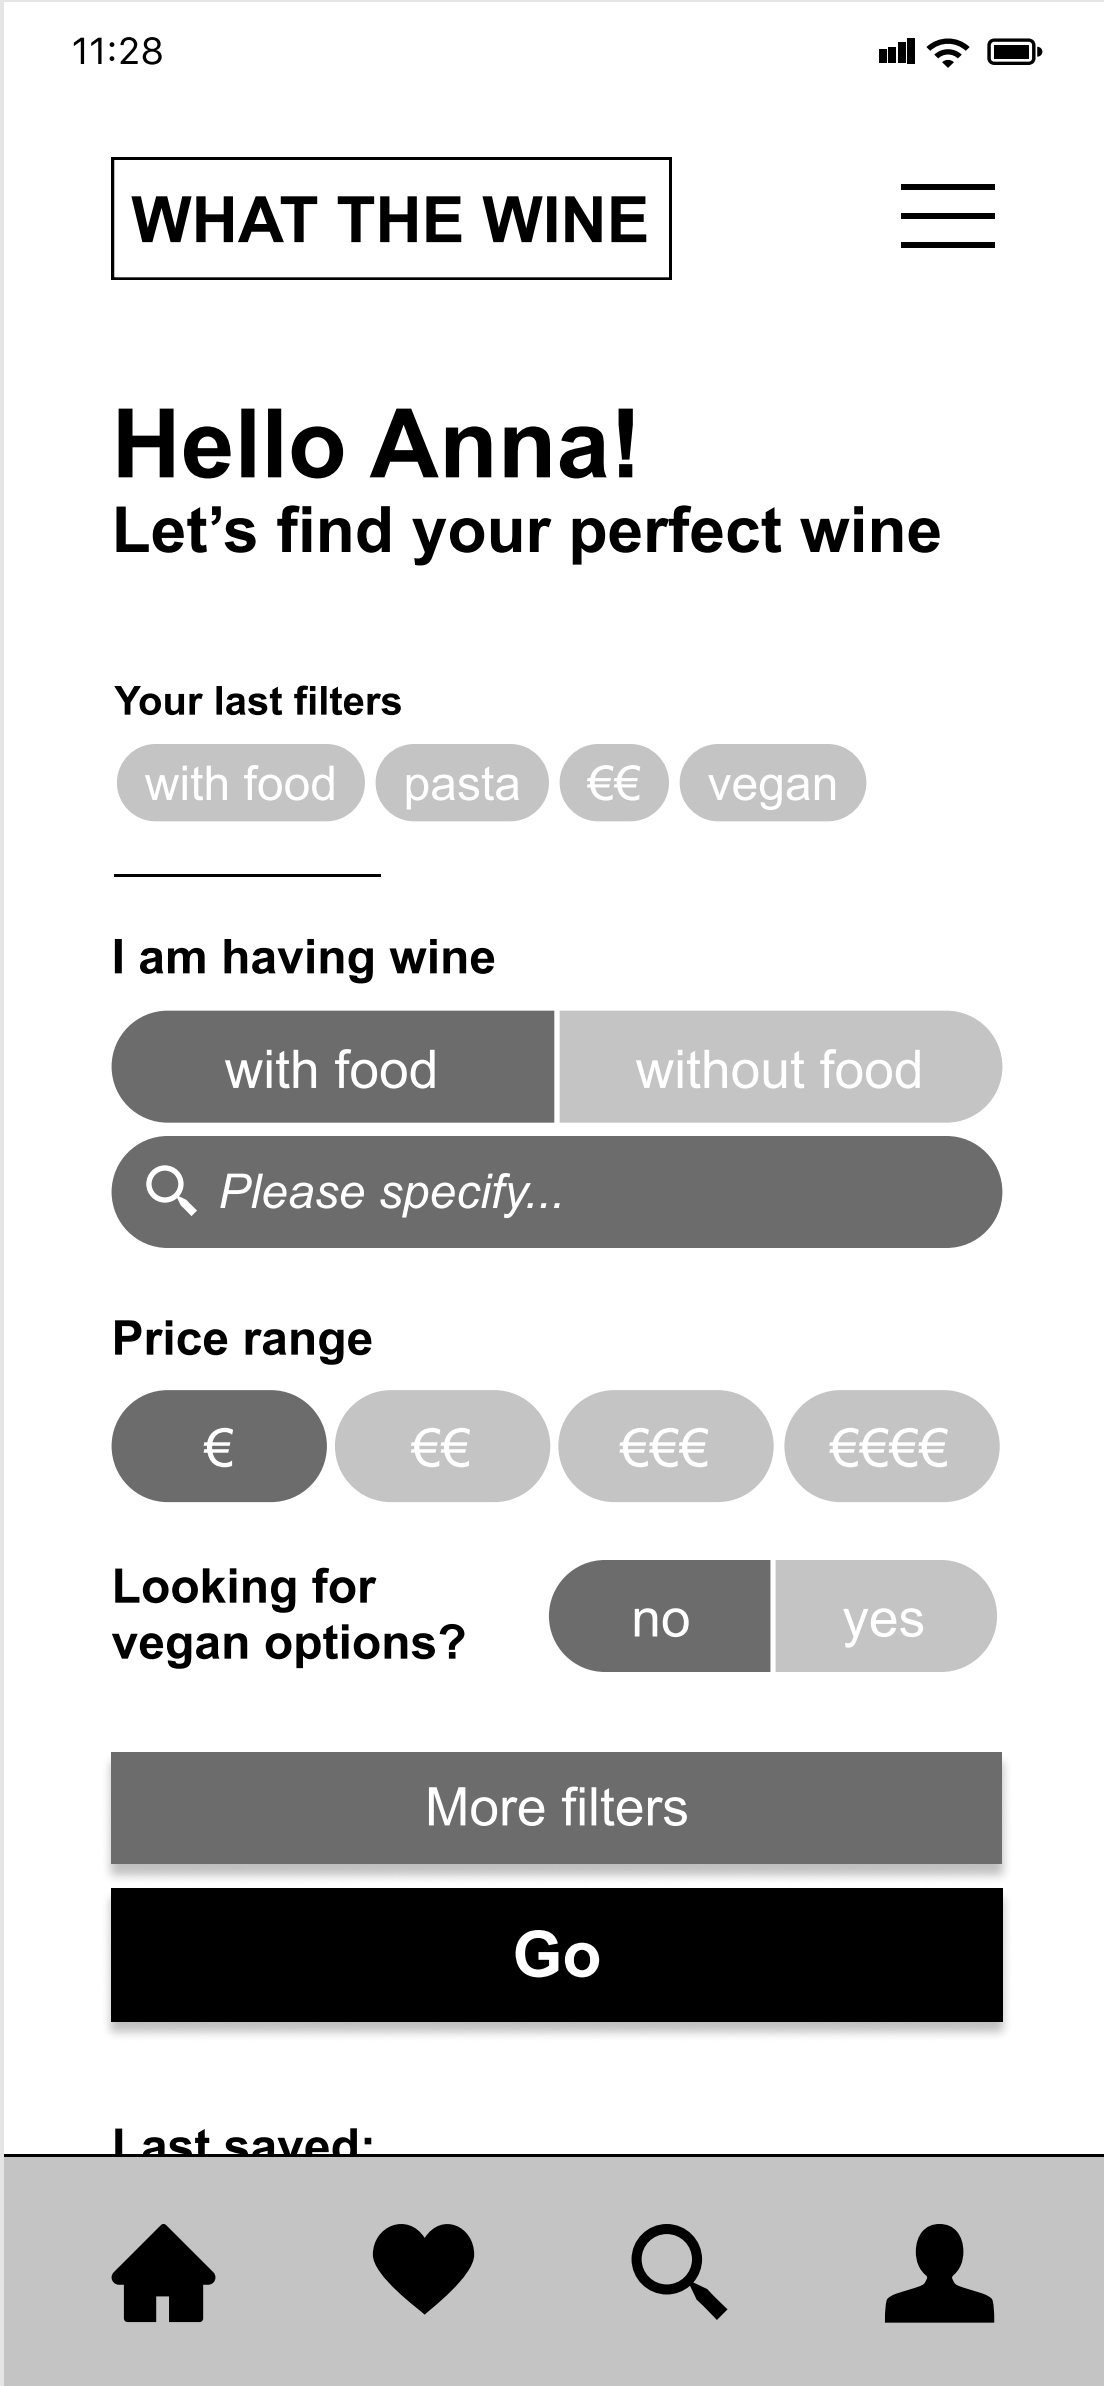 11:28
WHAT THE WINE
Hello Anna!
Let’s find your perfect wine
Your last filters
with food pasta €€ vegan
I am having wine
with food without food
Please specify...
Price range
€ €€ €€€ €€€€
Looking for
vegan options?
no yes
More filters
Go
Last saved: